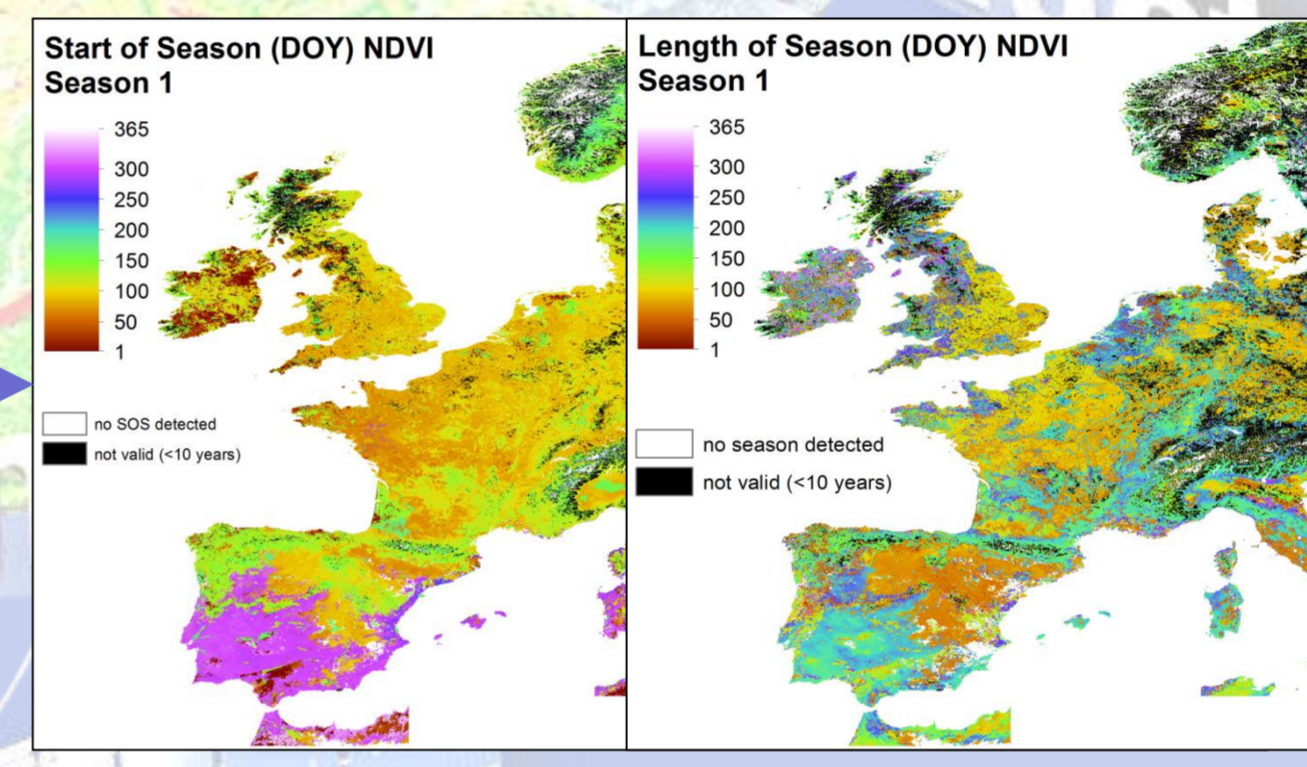 Start of Season (DOY) NDVI
Season 1
365
300
250
200
150
100
50
1
no SOS detected
not valid (<10 years)
Length of Season (DOY) NDVI
Season 1
365
300
250
200
150
100
50
1
no season detected
not valid (<10 years)